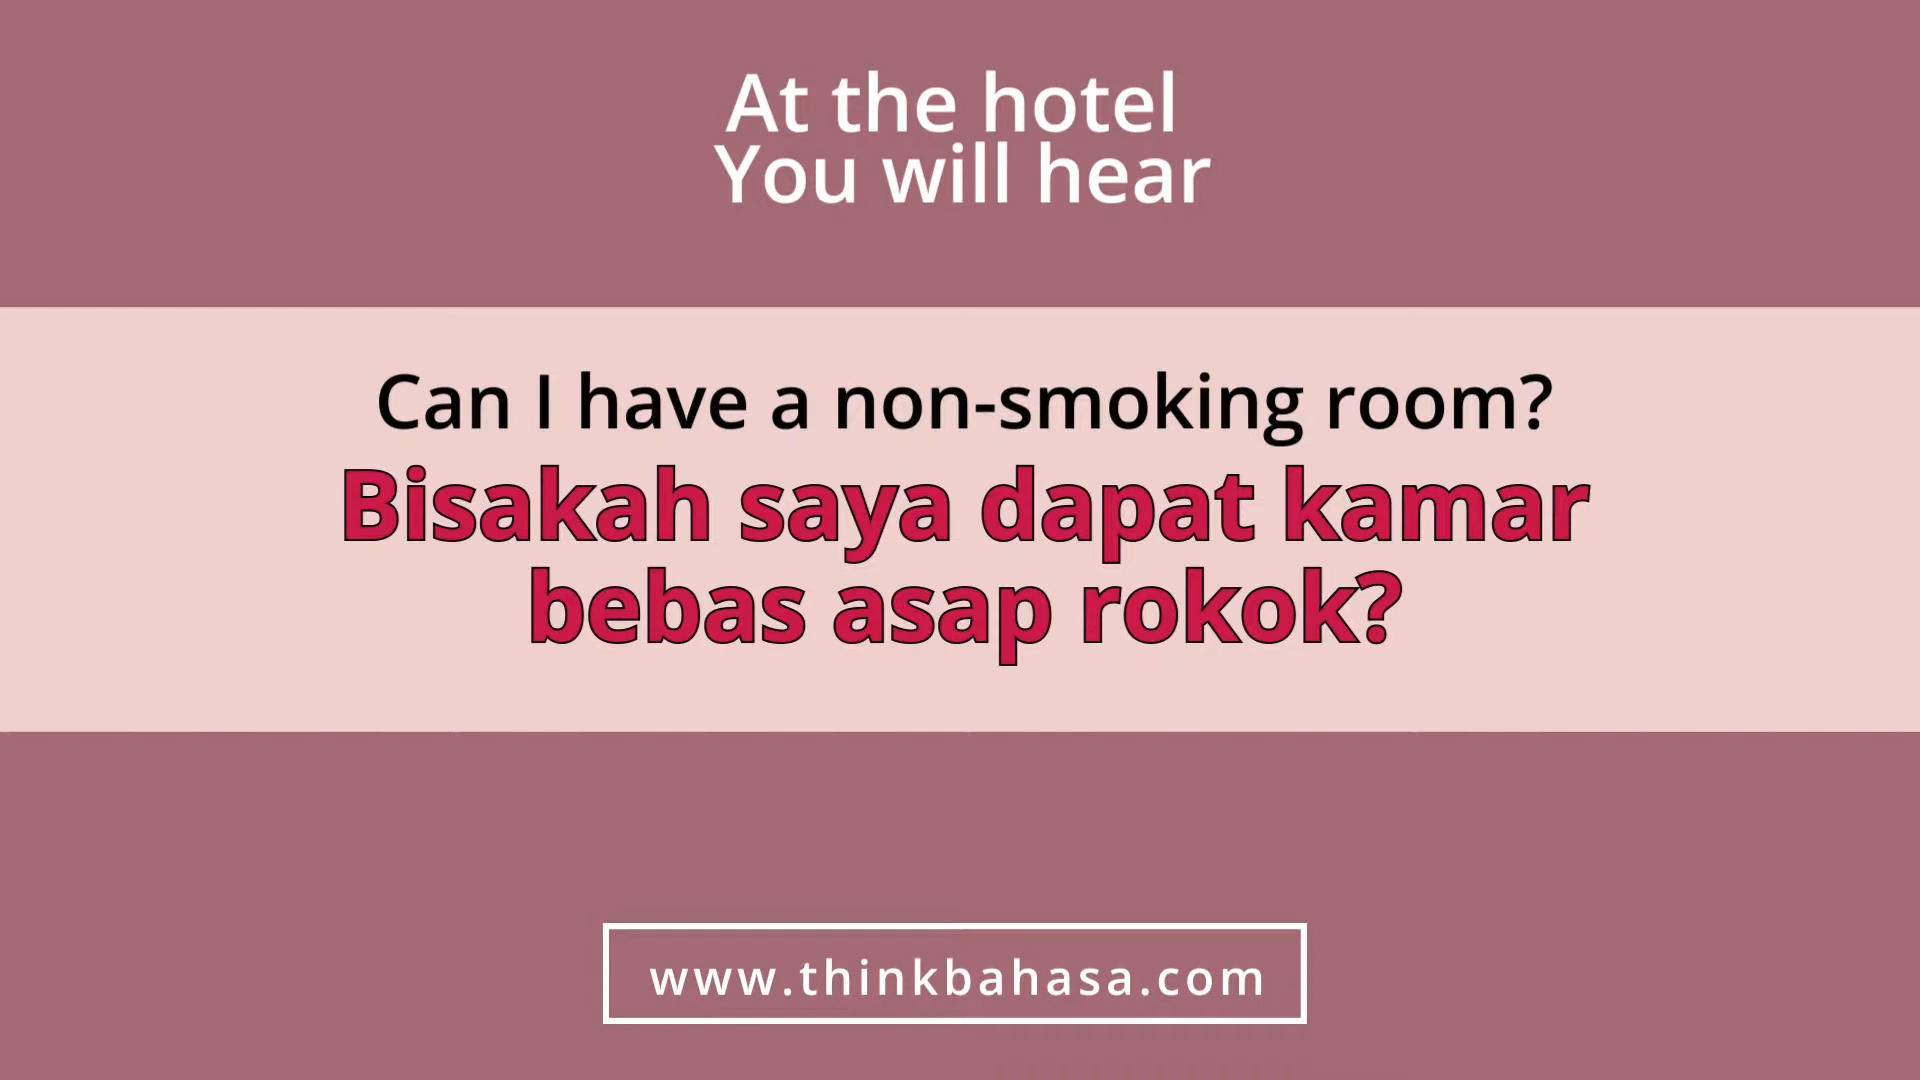 At the hotel
You will hear
Can I have a non-smoking room?
Bisakah saya dapat kamar
bebas asap rokok?
www.thinkbahasa.com